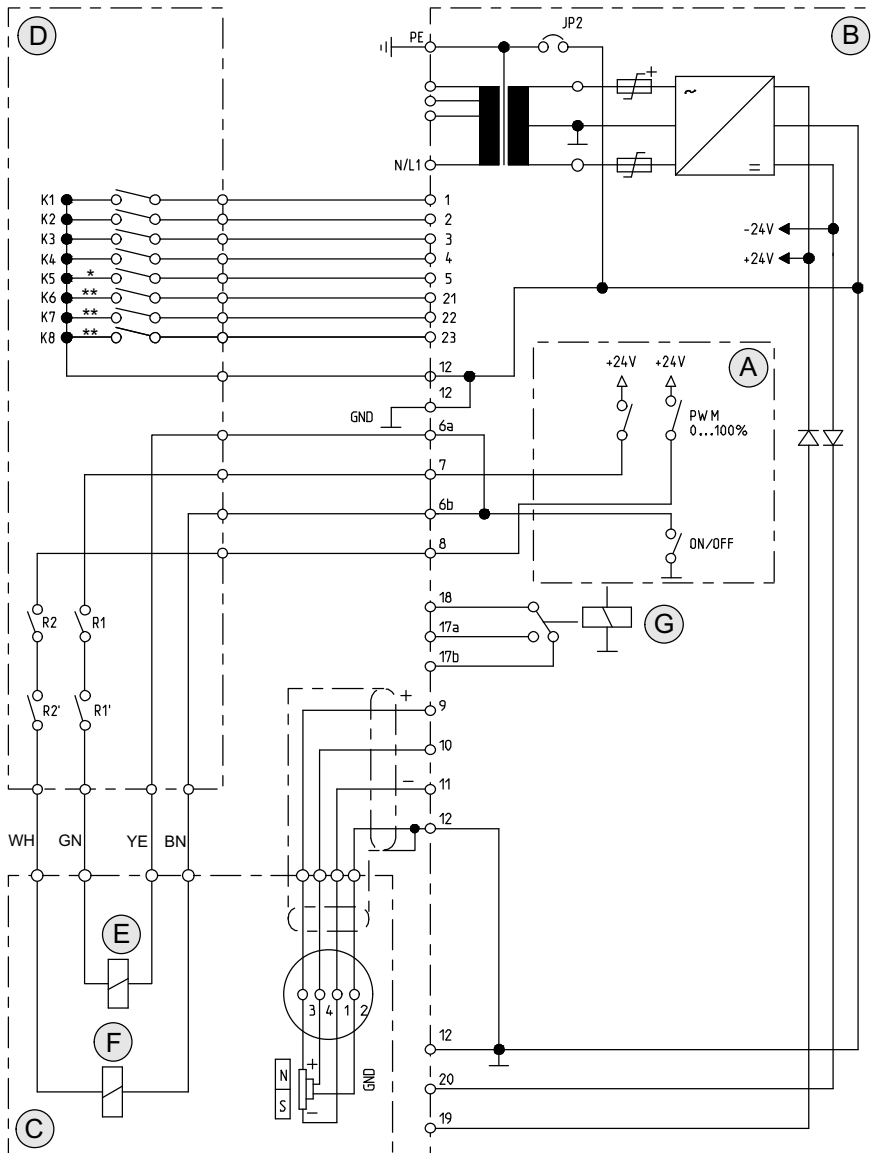 D
B
JP2
PE
+
~
=
N/L1
K1
1
K2
2
K3
3
K4
4
K5 *
5
K6 **
21
K7 **
22
K8 **
23
-24V
+24V
12
12
GND
A
+24V
+24V
PWM
0...100%
6a
7
6b
8
ON/OFF
18
17a
17b
G
R2
R1
R2'
R1'
+
9
10
-
11
12
WH
GN
YE
BN
E
3
4
1
2
F
N
S
+
-
GND
12
20
19
C